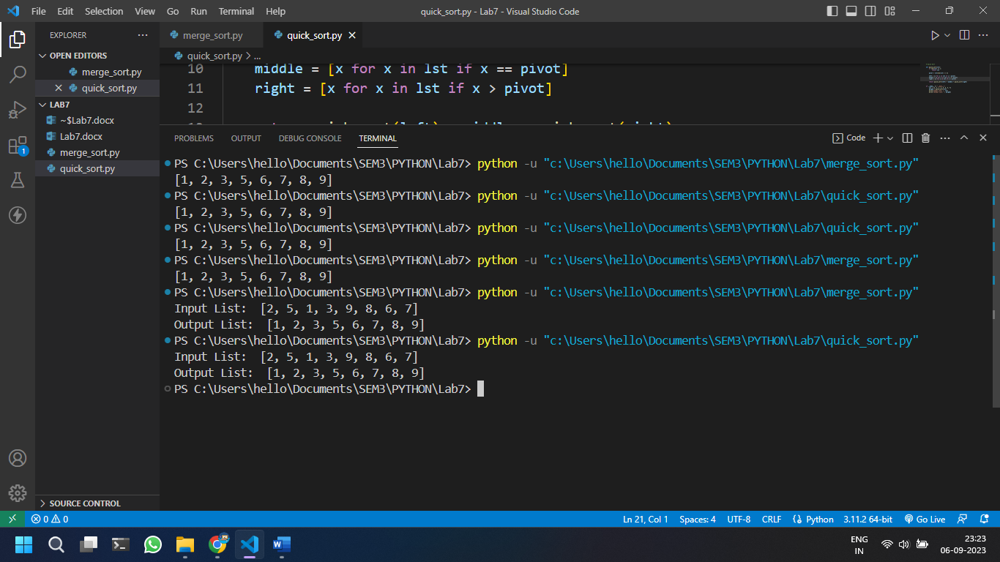 File Edit Selection View Go Run Terminal Help
quick_sort.py - Lab7 - Visual Studio Code
EXPLORER
OPEN EDITORS
merge_sort.py
quick_sort.py
LAB7
~$Lab7.docx
Lab7.docx
merge_sort.py
quick_sort.py
SOURCE CONTROL
1
merge_sort.py quick_sort.py
quick_sort.py > ...
10 middle = [x for x in lst if x == pivot]
11 right = [x for x in lst if x > pivot]
12
PROBLEMS OUTPUT DEBUG CONSOLE TERMINAL
Code
PS C:\Users\hello\Documents\SEM3\PYTHON\Lab7> python -u "c:\Users\hello\Documents\SEM3\PYTHON\Lab7\merge_sort.py"
[1, 2, 3, 5, 6, 7, 8, 9]
PS C:\Users\hello\Documents\SEM3\PYTHON\Lab7> python -u "c:\Users\hello\Documents\SEM3\PYTHON\Lab7\quick_sort.py"
[1, 2, 3, 5, 6, 7, 8, 9]
PS C:\Users\hello\Documents\SEM3\PYTHON\Lab7> python -u "c:\Users\hello\Documents\SEM3\PYTHON\Lab7\quick_sort.py"
[1, 2, 3, 5, 6, 7, 8, 9]
PS C:\Users\hello\Documents\SEM3\PYTHON\Lab7> python -u "c:\Users\hello\Documents\SEM3\PYTHON\Lab7\merge_sort.py"
[1, 2, 3, 5, 6, 7, 8, 9]
PS C:\Users\hello\Documents\SEM3\PYTHON\Lab7> python -u "c:\Users\hello\Documents\SEM3\PYTHON\Lab7\merge_sort.py"
Input List:  [2, 5, 1, 3, 9, 8, 6, 7]
Output List:  [1, 2, 3, 5, 6, 7, 8, 9]
PS C:\Users\hello\Documents\SEM3\PYTHON\Lab7> python -u "c:\Users\hello\Documents\SEM3\PYTHON\Lab7\quick_sort.py"
Input List:  [2, 5, 1, 3, 9, 8, 6, 7]
Output List:  [1, 2, 3, 5, 6, 7, 8, 9]
PS C:\Users\hello\Documents\SEM3\PYTHON\Lab7>
0 0 Ln 21, Col 1 Spaces: 4 UTF-8 CRLF Python 3.11.2 64-bit Go Live
ENG
IN
23:23
06-09-2023